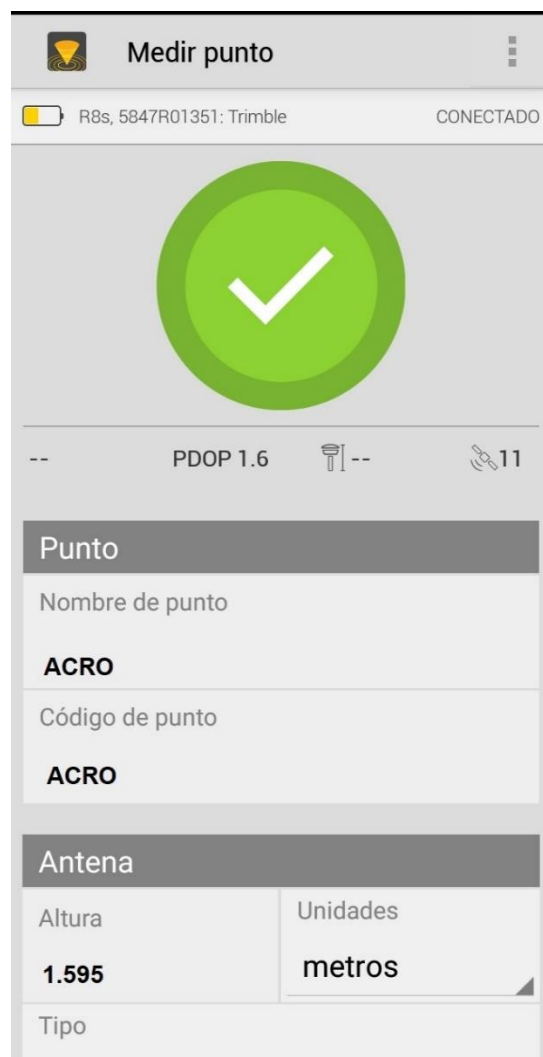 Medir punto
R8s, 5847R01351: Trimble CONECTADO
-- PDOP 1.6 -- 11
Punto
Nombre de punto
ACRO
Código de punto
ACRO
Antena
Altura Unidades
1.595 metros
Tipo